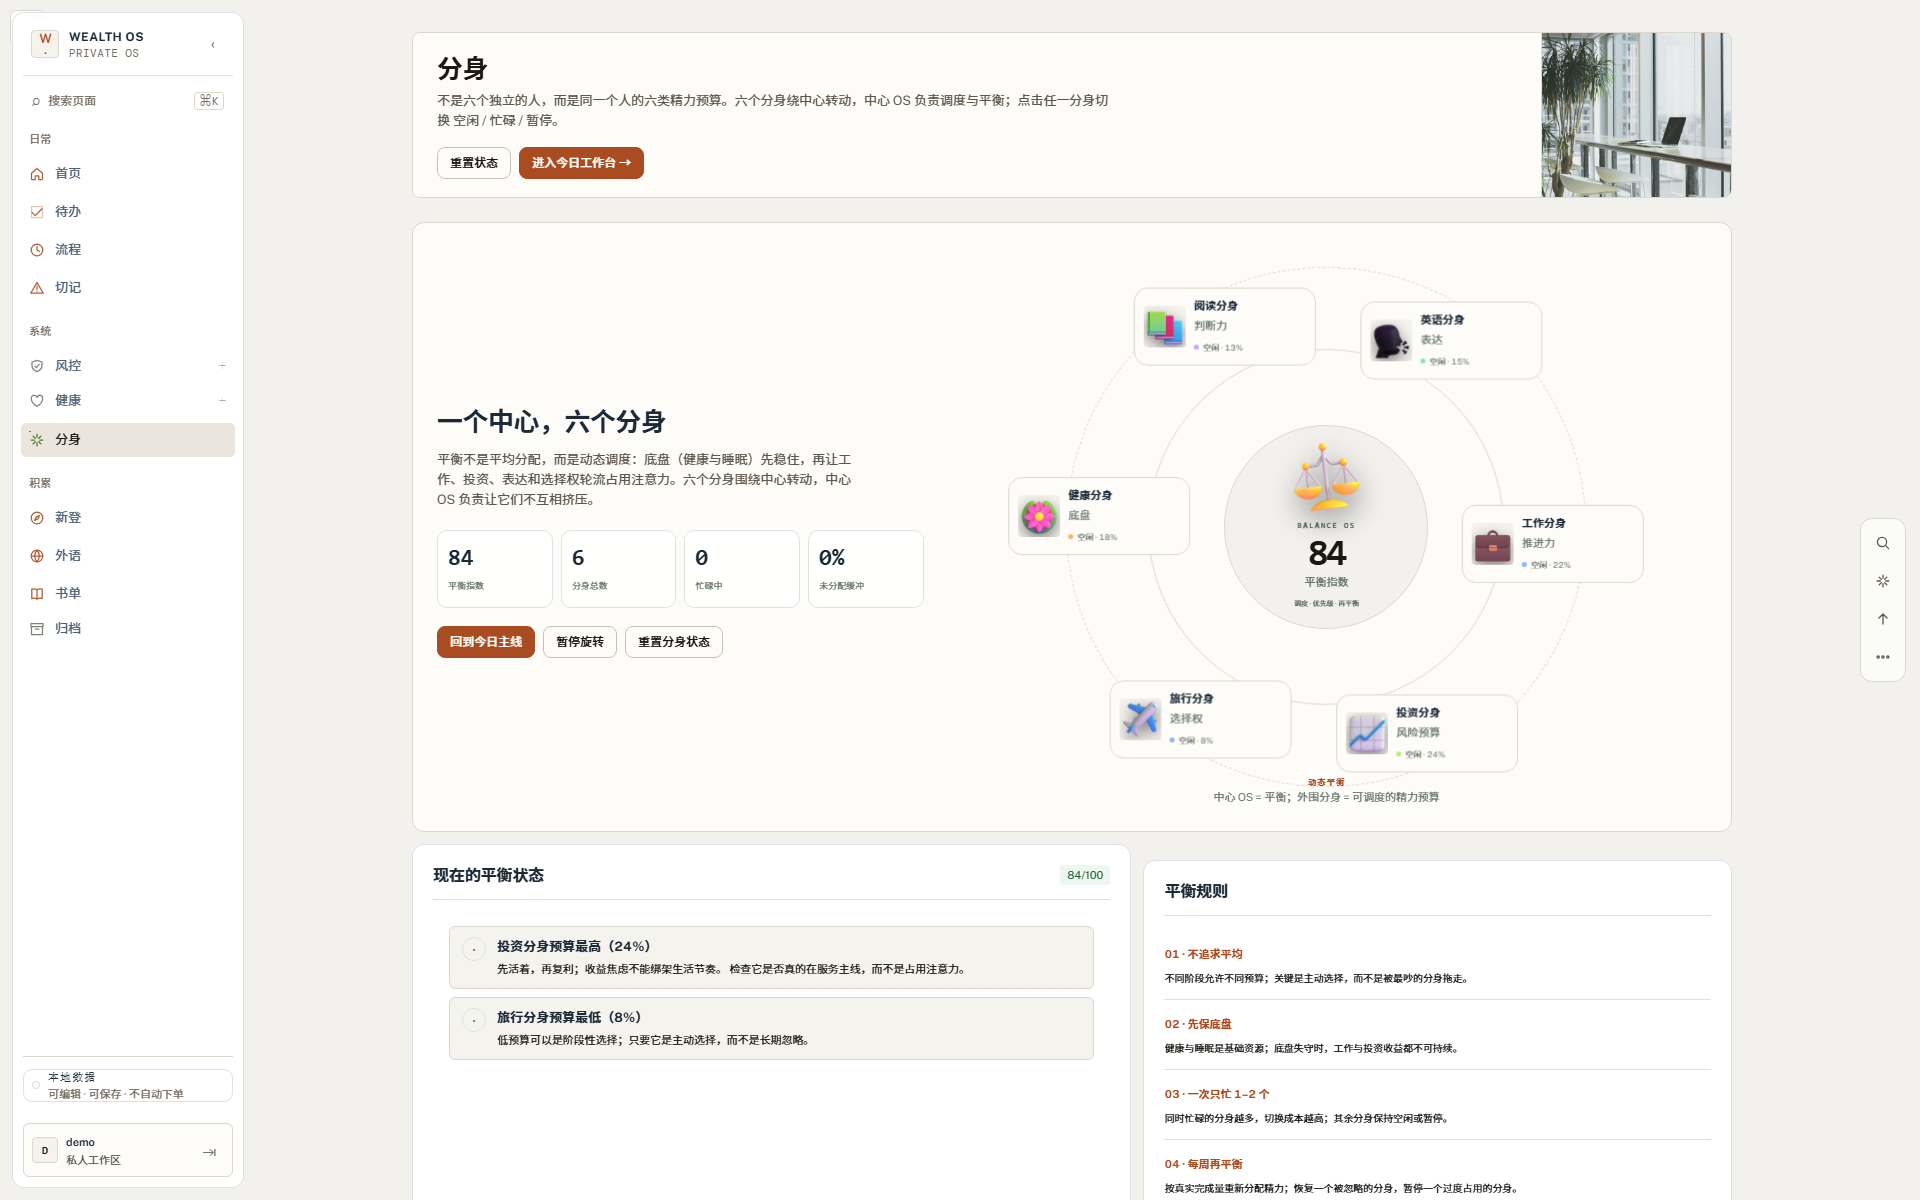 W
WEALTH OS
PRIVATE OS
‹
搜索页面
⌘K
日常
首页
待办
流程
切记
系统
风控
+
健康
+
分身
积累
新登
外语
书单
归档
本地数据
可编辑 · 可保存 · 不自动下单
D
demo
私人工作区
分身
不是六个独立的人，而是同一个人的六类精力预算。六个分身绕中心转动，中心 OS 负责调度与平衡；点击任一分身切
换 空闲 / 忙碌 / 暂停。
重置状态
进入今日工作台 →
一个中心，六个分身
平衡不是平均分配，而是动态调度：底盘（健康与睡眠）先稳住，再让工
作、投资、表达和选择权轮流占用注意力。六个分身围绕中心转动，中心
OS 负责让它们不互相挤压。
84
平衡指数
6
分身总数
0
忙碌中
0%
未分配缓冲
回到今日主线
暂停旋转
重置分身状态
阅读分身
判断力
空闲 · 13%
英语分身
表达
空闲 · 15%
健康分身
底盘
空闲 · 18%
BALANCE OS
84
平衡指数
调度 · 优先级 · 再平衡
工作分身
推进力
空闲 · 22%
旅行分身
选择权
空闲 · 8%
投资分身
风险预算
空闲 · 24%
动态平衡
中心 OS = 平衡；外围分身 = 可调度的精力预算
现在的平衡状态
84/100
投资分身预算最高（24%）
先活着，再复利；收益焦虑不能绑架生活节奏。 检查它是否真的在服务主线，而不是占用注意力。
旅行分身预算最低（8%）
低预算可以是阶段性选择；只要它是主动选择，而不是长期忽略。
平衡规则
01 · 不追求平均
不同阶段允许不同预算；关键是主动选择，而不是被最吵的分身拖走。
02 · 先保底盘
健康与睡眠是基础资源；底盘失守时，工作与投资收益都不可持续。
03 · 一次只忙 1–2 个
同时忙碌的分身越多，切换成本越高；其余分身保持空闲或暂停。
04 · 每周再平衡
按真实完成量重新分配精力；恢复一个被忽略的分身，暂停一个过度占用的分身。